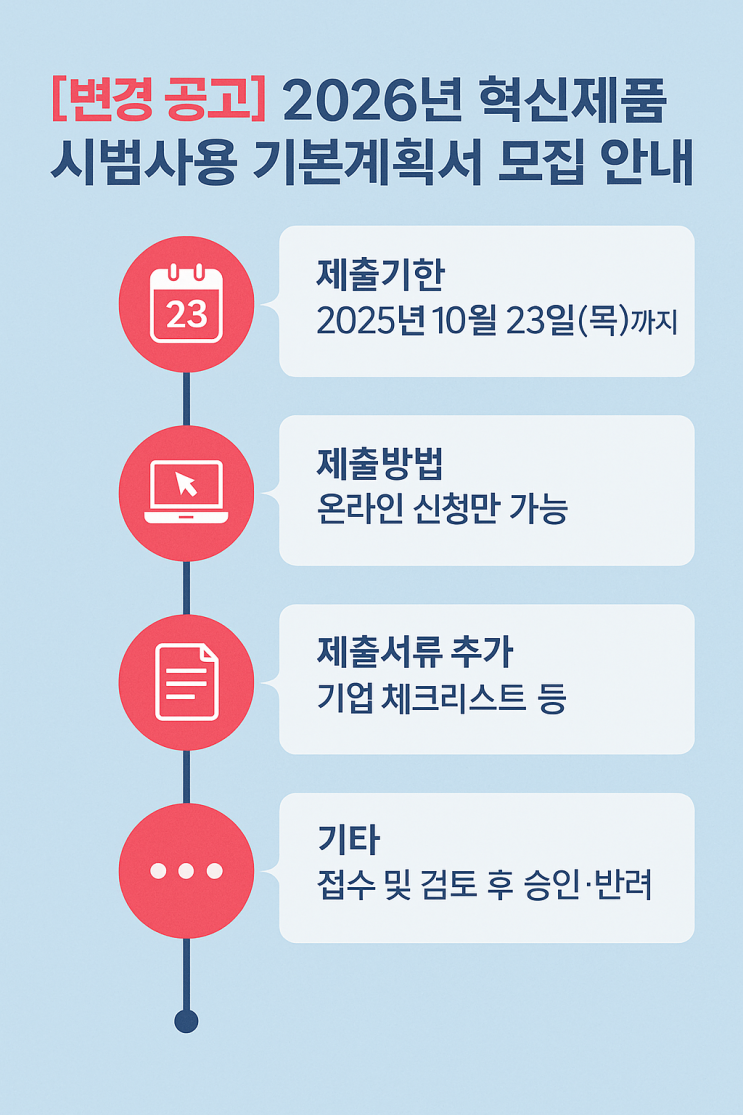 [변경 공고] 2026년 혁신제품
시범사용 기본계획서 모집 안내
23
제출기한
2025년 10월 23일(목)까지
제출방법
온라인 신청만 가능
제출서류 추가
기업 체크리스트 등
기타
접수 및 검토 후 승인·반려